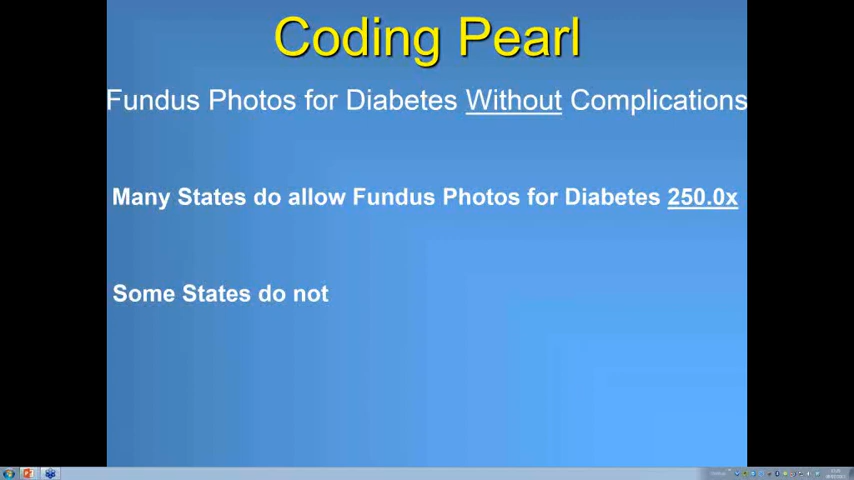 Coding Pearl
Fundus Photos for Diabetes Without Complications
Many States do allow Fundus Photos for Diabetes 250.0x
Some States do not